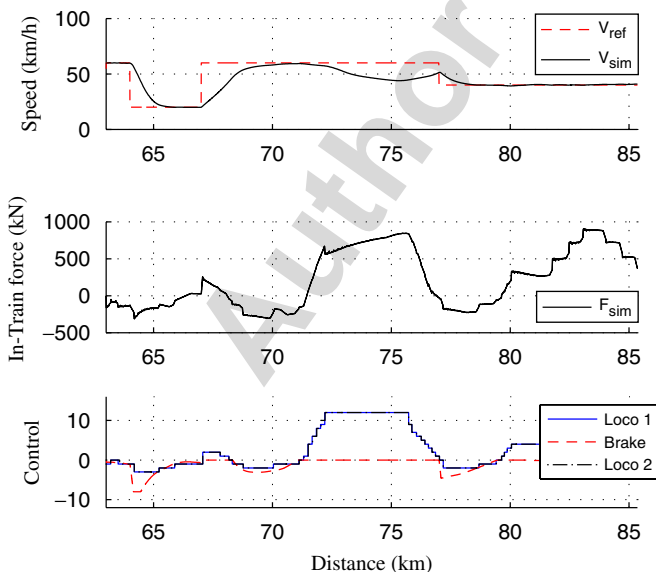 100
50
0
Speed (km/h)
V_ref
V_sim
65
70
75
80
85
1000
500
0
−500
In-Train force (kN)
F_sim
65
70
75
80
85
10
0
−10
Control
Loco 1
Brake
Loco 2
65
70
75
80
85
Distance (km)
Author